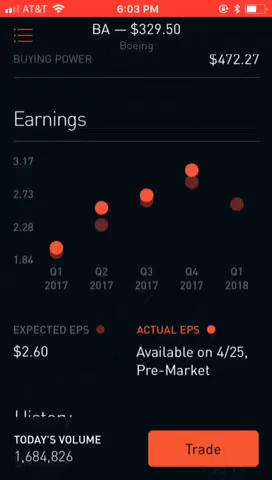 AT&T 6:03 PM
BA — $329.50
Boeing
BUYING POWER $472.27
Earnings
3.17
2.73
2.28
1.84
Q1 Q2 Q3 Q4 Q1
2017 2017 2017 2017 2018
EXPECTED EPS ACTUAL EPS
$2.60 Available on 4/25,
Pre-Market
History
TODAY'S VOLUME
1,684,826
Trade